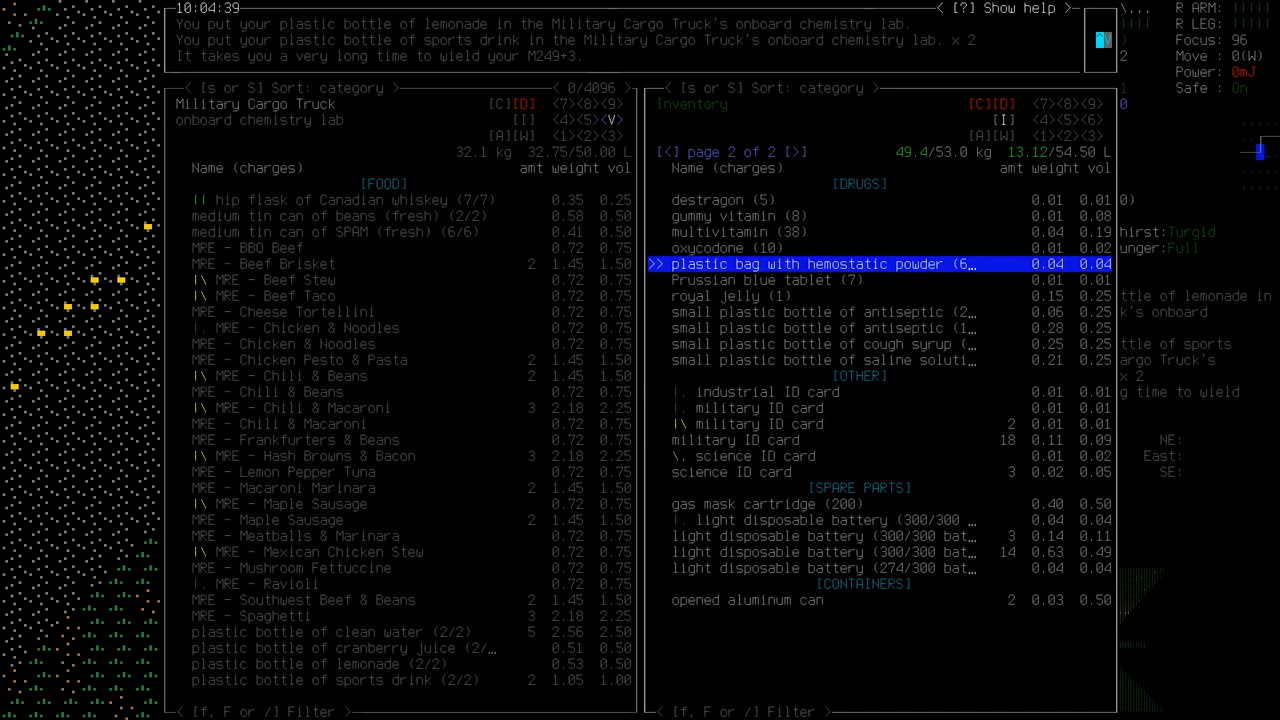 10:04:39 < [?] Show help >
You put your plastic bottle of lemonade in the Military Cargo Truck's onboard chemistry lab.
You put your plastic bottle of sports drink in the Military Cargo Truck's onboard chemistry lab. x 2
It takes you a very long time to wield your M249+3.
< [s or S] Sort: category > < 0/4096 >
Military Cargo Truck [C][D] <7><8><9>
onboard chemistry lab [I] <4><5><V>
[A][W] <1><2><3>
32.1 kg 32.75/50.00 L
Name (charges) amt weight vol
[FOOD]
|| hip flask of Canadian whiskey (7/7) 0.35 0.25
medium tin can of beans (fresh) (2/2) 0.58 0.50
medium tin can of SPAM (fresh) (6/6) 0.41 0.50
MRE - BBQ Beef 0.72 0.75
MRE - Beef Brisket 2 1.45 1.50
|\ MRE - Beef Stew 0.72 0.75
|\ MRE - Beef Taco 0.72 0.75
MRE - Cheese Tortellini 0.72 0.75
|. MRE - Chicken & Noodles 0.72 0.75
MRE - Chicken & Noodles 0.72 0.75
MRE - Chicken Pesto & Pasta 2 1.45 1.50
|\ MRE - Chili & Beans 0.72 0.75
MRE - Chili & Beans 0.72 0.75
|\ MRE - Chili & Macaroni 3 2.18 2.25
MRE - Chili & Macaroni 0.72 0.75
MRE - Frankfurters & Beans 0.72 0.75
|\ MRE - Hash Browns & Bacon 3 2.18 2.25
MRE - Lemon Pepper Tuna 0.72 0.75
MRE - Macaroni Marinara 2 1.45 1.50
|\ MRE - Maple Sausage 0.72 0.75
MRE - Maple Sausage 2 1.45 1.50
MRE - Meatballs & Marinara 0.72 0.75
|\ MRE - Mexican Chicken Stew 0.72 0.75
MRE - Mushroom Fettuccine 0.72 0.75
|. MRE - Ravioli 0.72 0.75
MRE - Southwest Beef & Beans 2 1.45 1.50
MRE - Spaghetti 3 2.18 2.25
plastic bottle of clean water (2/2) 5 2.56 2.50
plastic bottle of cranberry juice (2/… 0.51 0.50
plastic bottle of lemonade (2/2) 0.53 0.50
plastic bottle of sports drink (2/2) 2 1.05 1.00
< [f, F or /] Filter >
< [s or S] Sort: category >
Inventory [C][D] <7><8><9>
[I] <4><5><6>
[A][W] <1><2><3>
[<] page 2 of 2 [>] 49.4/53.0 kg 13.12/54.50 L
Name (charges) amt weight vol
[DRUGS]
destragon (5) 0.01 0.01
gummy vitamin (8) 0.01 0.08
multivitamin (38) 0.04 0.19
oxycodone (10) 0.01 0.02
>> plastic bag with hemostatic powder (6… 0.04 0.04
Prussian blue tablet (7) 0.01 0.01
royal jelly (1) 0.15 0.25
small plastic bottle of antiseptic (2… 0.06 0.25
small plastic bottle of antiseptic (1… 0.28 0.25
small plastic bottle of cough syrup (… 0.25 0.25
small plastic bottle of saline soluti… 0.21 0.25
[OTHER]
|. industrial ID card 0.01 0.01
|. military ID card 0.01 0.01
|\ military ID card 2 0.01 0.01
military ID card 18 0.11 0.09
\. science ID card 0.01 0.02
science ID card 3 0.02 0.05
[SPARE PARTS]
gas mask cartridge (200) 0.40 0.50
|. light disposable battery (300/300 … 0.04 0.04
light disposable battery (300/300 bat… 3 0.14 0.11
light disposable battery (300/300 bat… 14 0.63 0.49
light disposable battery (274/300 bat… 0.04 0.04
[CONTAINERS]
opened aluminum can 2 0.03 0.50
< [f, F or /] Filter >
\... R ARM:
) R LEG:
Focus: 96
2 Move : 0(W)
Power: 0mJ
1 Safe : On
0
0)
hirst:Turgid
unger:Full
ttle of lemonade in
k's onboard
ttle of sports
argo Truck's
x 2
g time to wield
NE:
East:
SE: